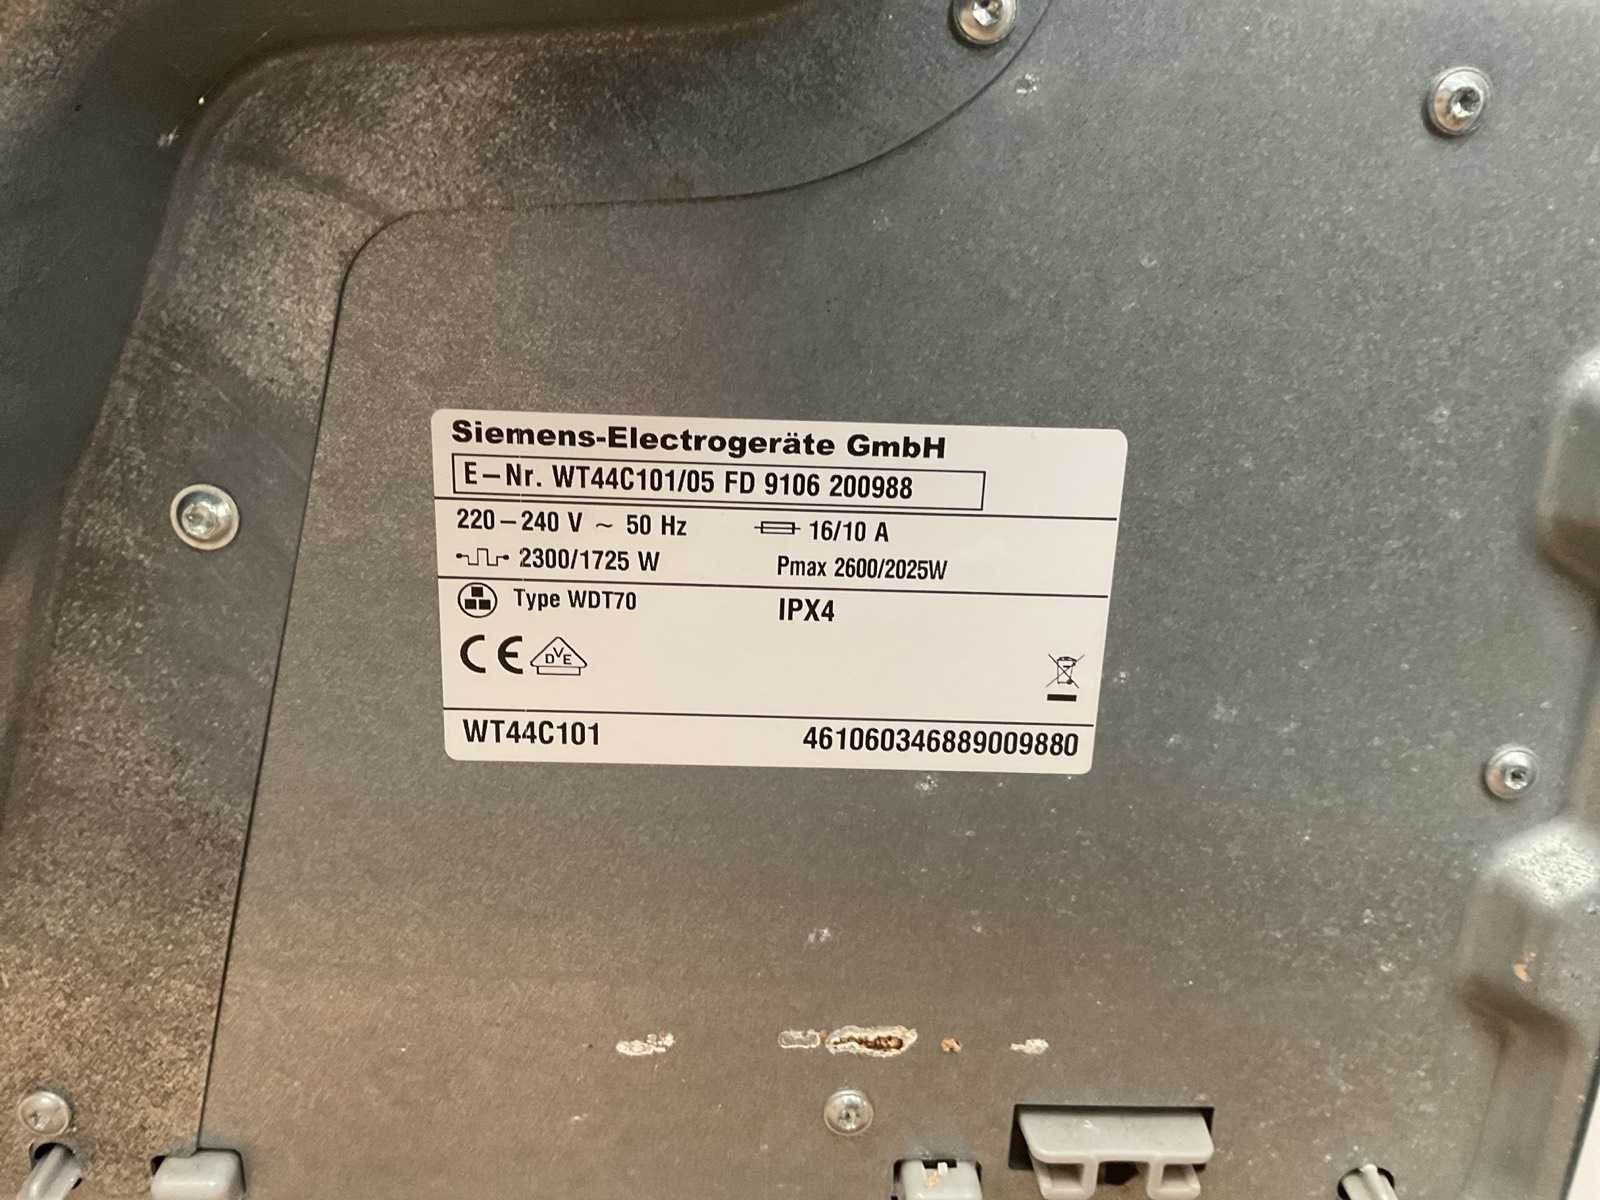 Siemens-Electrogeräte GmbH
E-Nr. WT44C101/05 FD 9106 200988
220-240 V ~ 50 Hz 16/10 A
2300/1725 W Pmax 2600/2025W
Type WDT70 IPX4
CE DVE
WT44C101 461060346889009880